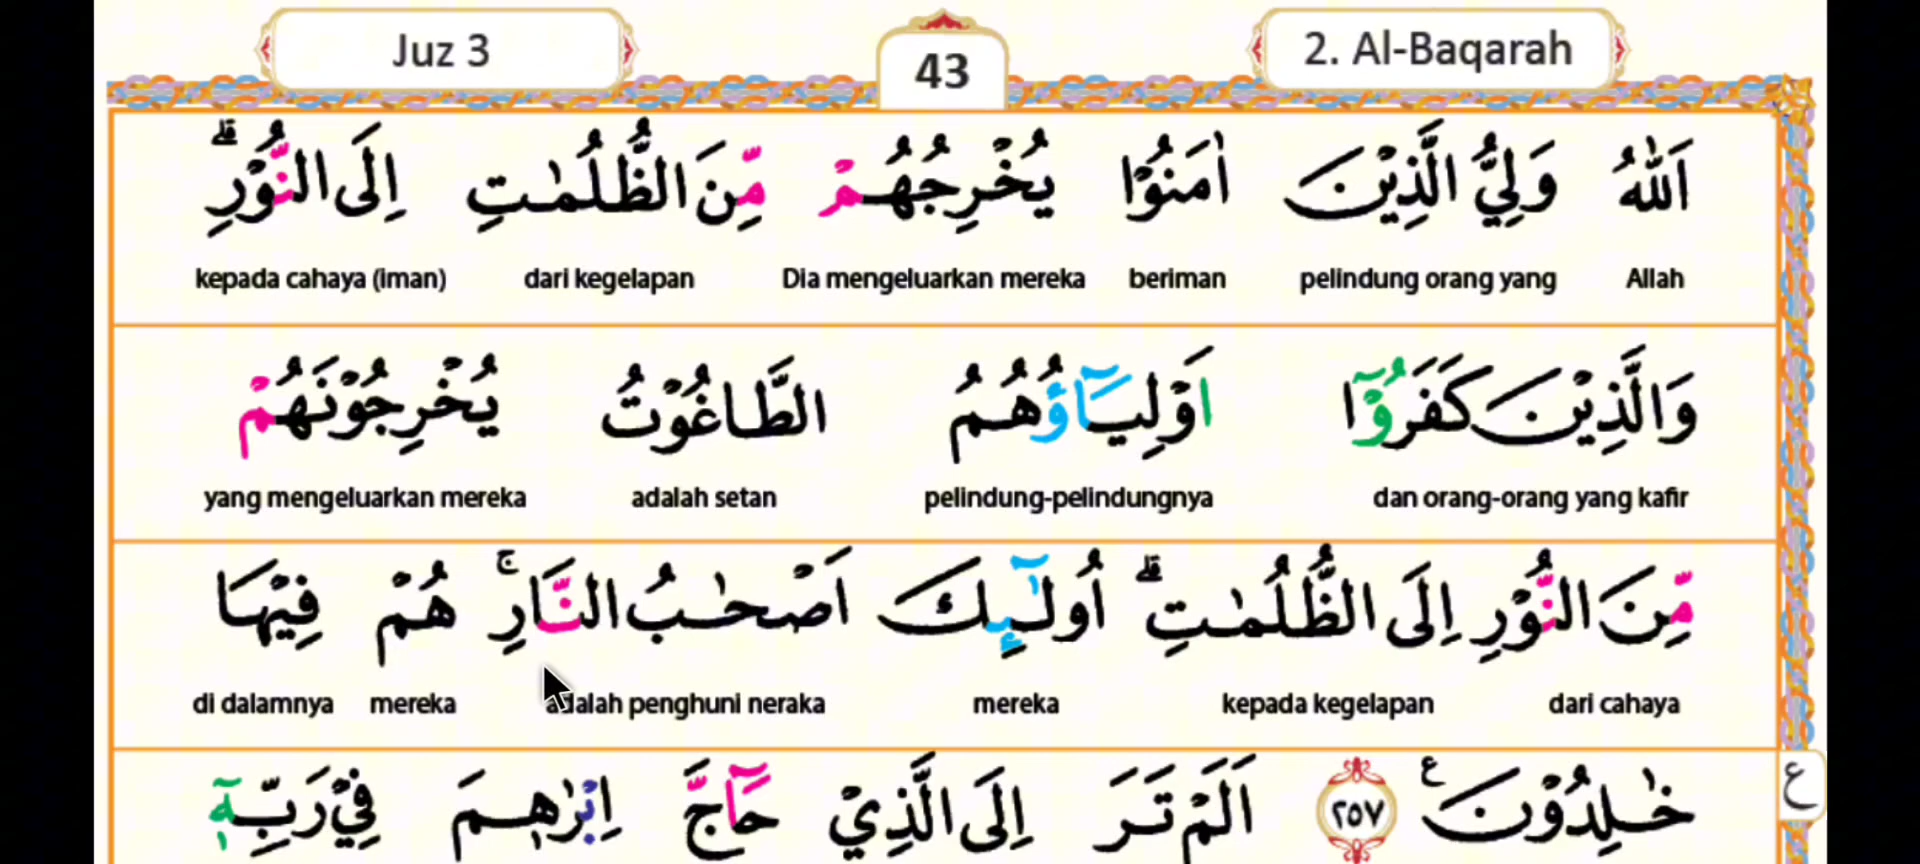 Juz 3
43
2. Al-Baqarah
اَللّٰهُ وَلِيُّ الَّذِيْنَ اٰمَنُوْا يُخْرِجُهُمْ مِّنَ الظُّلُمٰتِ اِلَى النُّوْرِۗ
Allah pelindung orang yang beriman Dia mengeluarkan mereka dari kegelapan kepada cahaya (iman)
وَالَّذِيْنَ كَفَرُوْٓا اَوْلِيَاۤؤُهُمُ الطَّاغُوْتُ يُخْرِجُوْنَهُمْ
dan orang-orang yang kafir pelindung-pelindungnya adalah setan yang mengeluarkan mereka
مِّنَ النُّوْرِ اِلَى الظُّلُمٰتِۗ اُولٰۤىِٕكَ اَصْحٰبُ النَّارِۚ هُمْ فِيْهَا
dari cahaya kepada kegelapan mereka adalah penghuni neraka mereka di dalamnya
خٰلِدُوْنَ ࣖ ٢٥٧ اَلَمْ تَرَ اِلَى الَّذِيْ حَاۤجَّ اِبْرٰهٖمَ فِيْ رَبِّهٖٓ
ع